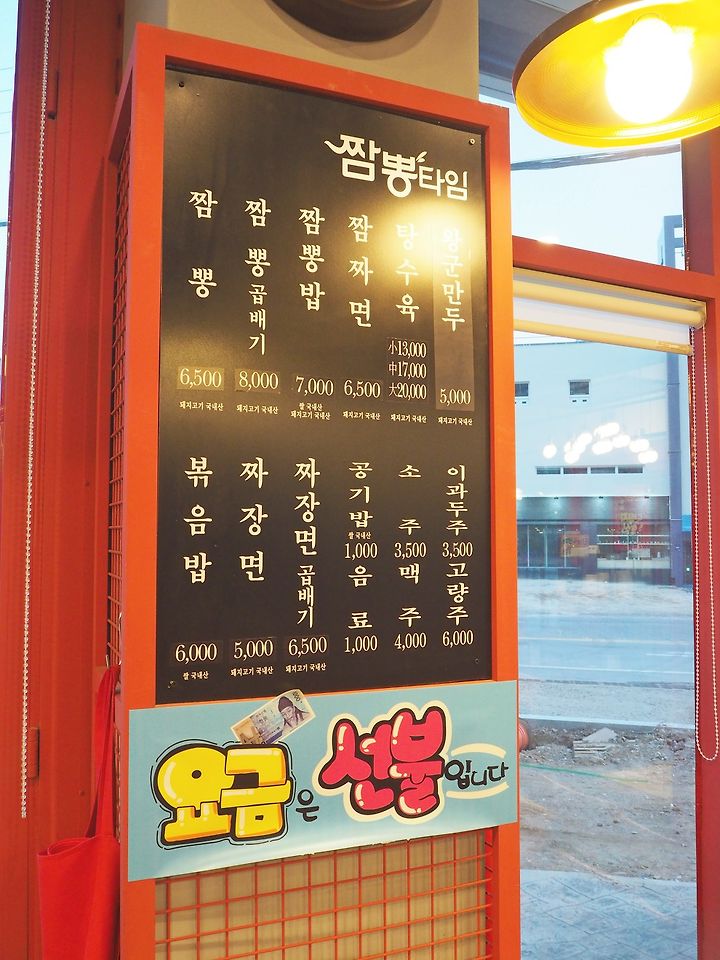 짬뽕타임
짬뽕
6,500
돼지고기 국내산
짬뽕곱배기
8,000
돼지고기 국내산
짬뽕밥
7,000
쌀 국내산
돼지고기 국내산
짬짜면
6,500
돼지고기 국내산
탕수육
小13,000
中17,000
大20,000
돼지고기 국내산
왕군만두
5,000
돼지고기 국내산
볶음밥
6,000
쌀 국내산
짜장면
5,000
돼지고기 국내산
짜장면곱배기
6,500
돼지고기 국내산
공기밥
쌀 국내산
1,000
음료
1,000
소주
3,500
맥주
4,000
이과두주
3,500
고량주
6,000
요금은 선불입니다